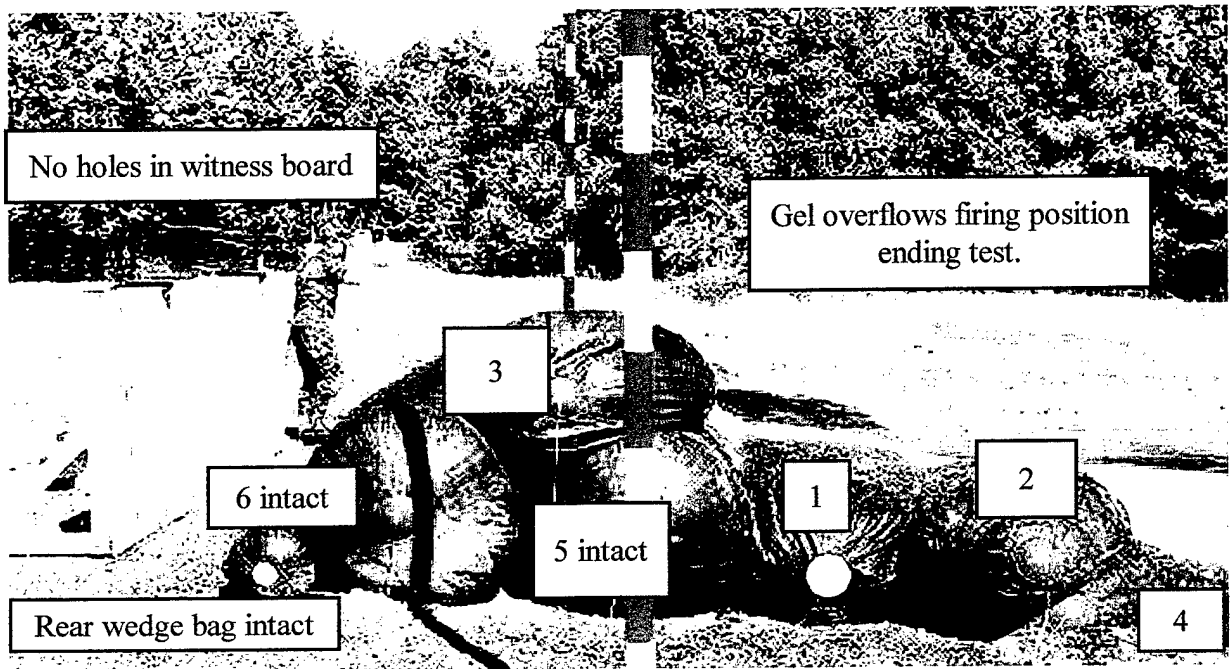 No holes in witness board
Gel overflows firing position
ending test.
3
6 intact
5 intact
1
2
Rear wedge bag intact
4